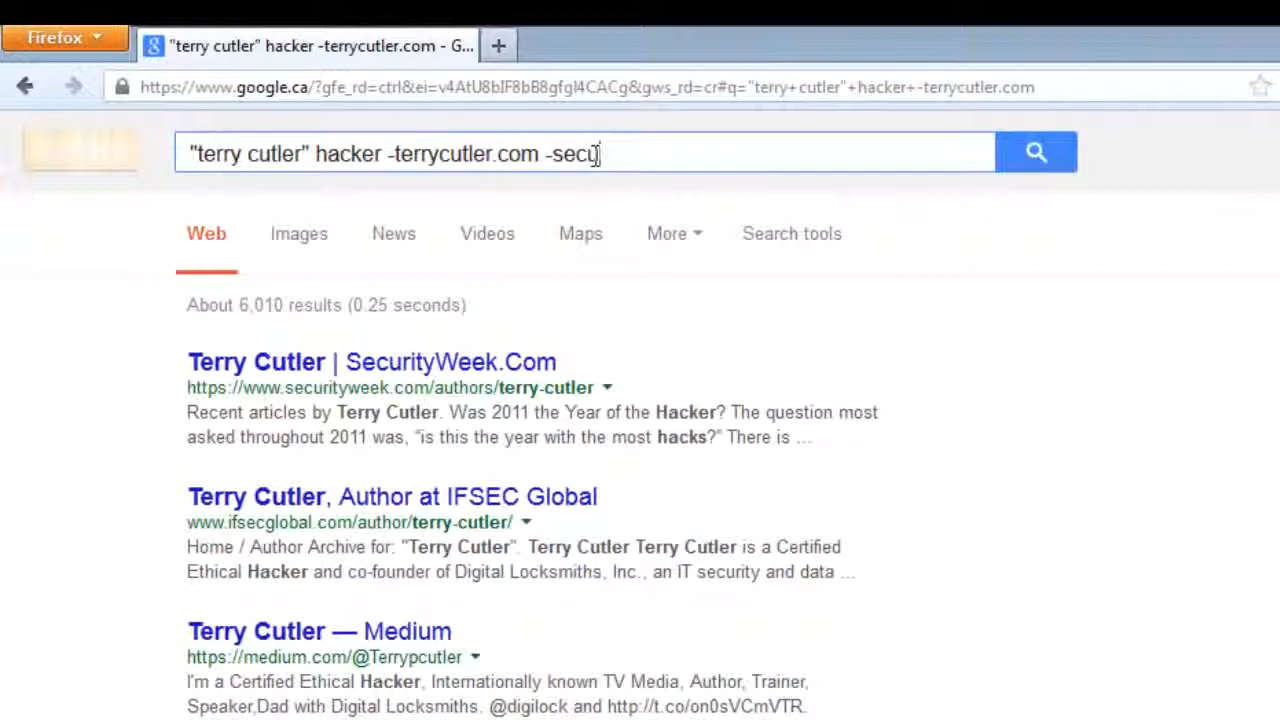 Firefox
"terry cutler" hacker -terrycutler.com - G...
https://www.google.ca/?gfe_rd=ctrl&ei=v4AtU8bIF8bB8gfgl4CACg&gws_rd=cr#q="terry+cutler"+hacker+-terrycutler.com
"terry cutler" hacker -terrycutler.com -secu
Web Images News Videos Maps More Search tools
About 6,010 results (0.25 seconds)
Terry Cutler | SecurityWeek.Com
https://www.securityweek.com/authors/terry-cutler
Recent articles by Terry Cutler. Was 2011 the Year of the Hacker? The question most
asked throughout 2011 was, “is this the year with the most hacks?” There is ...
Terry Cutler, Author at IFSEC Global
www.ifsecglobal.com/author/terry-cutler/
Home / Author Archive for: "Terry Cutler". Terry Cutler Terry Cutler is a Certified
Ethical Hacker and co-founder of Digital Locksmiths, Inc., an IT security and data ...
Terry Cutler — Medium
https://medium.com/@Terrypcutler
I'm a Certified Ethical Hacker, Internationally known TV Media, Author, Trainer,
Speaker,Dad with Digital Locksmiths. @digilock and http://t.co/on0sVCmVTR.